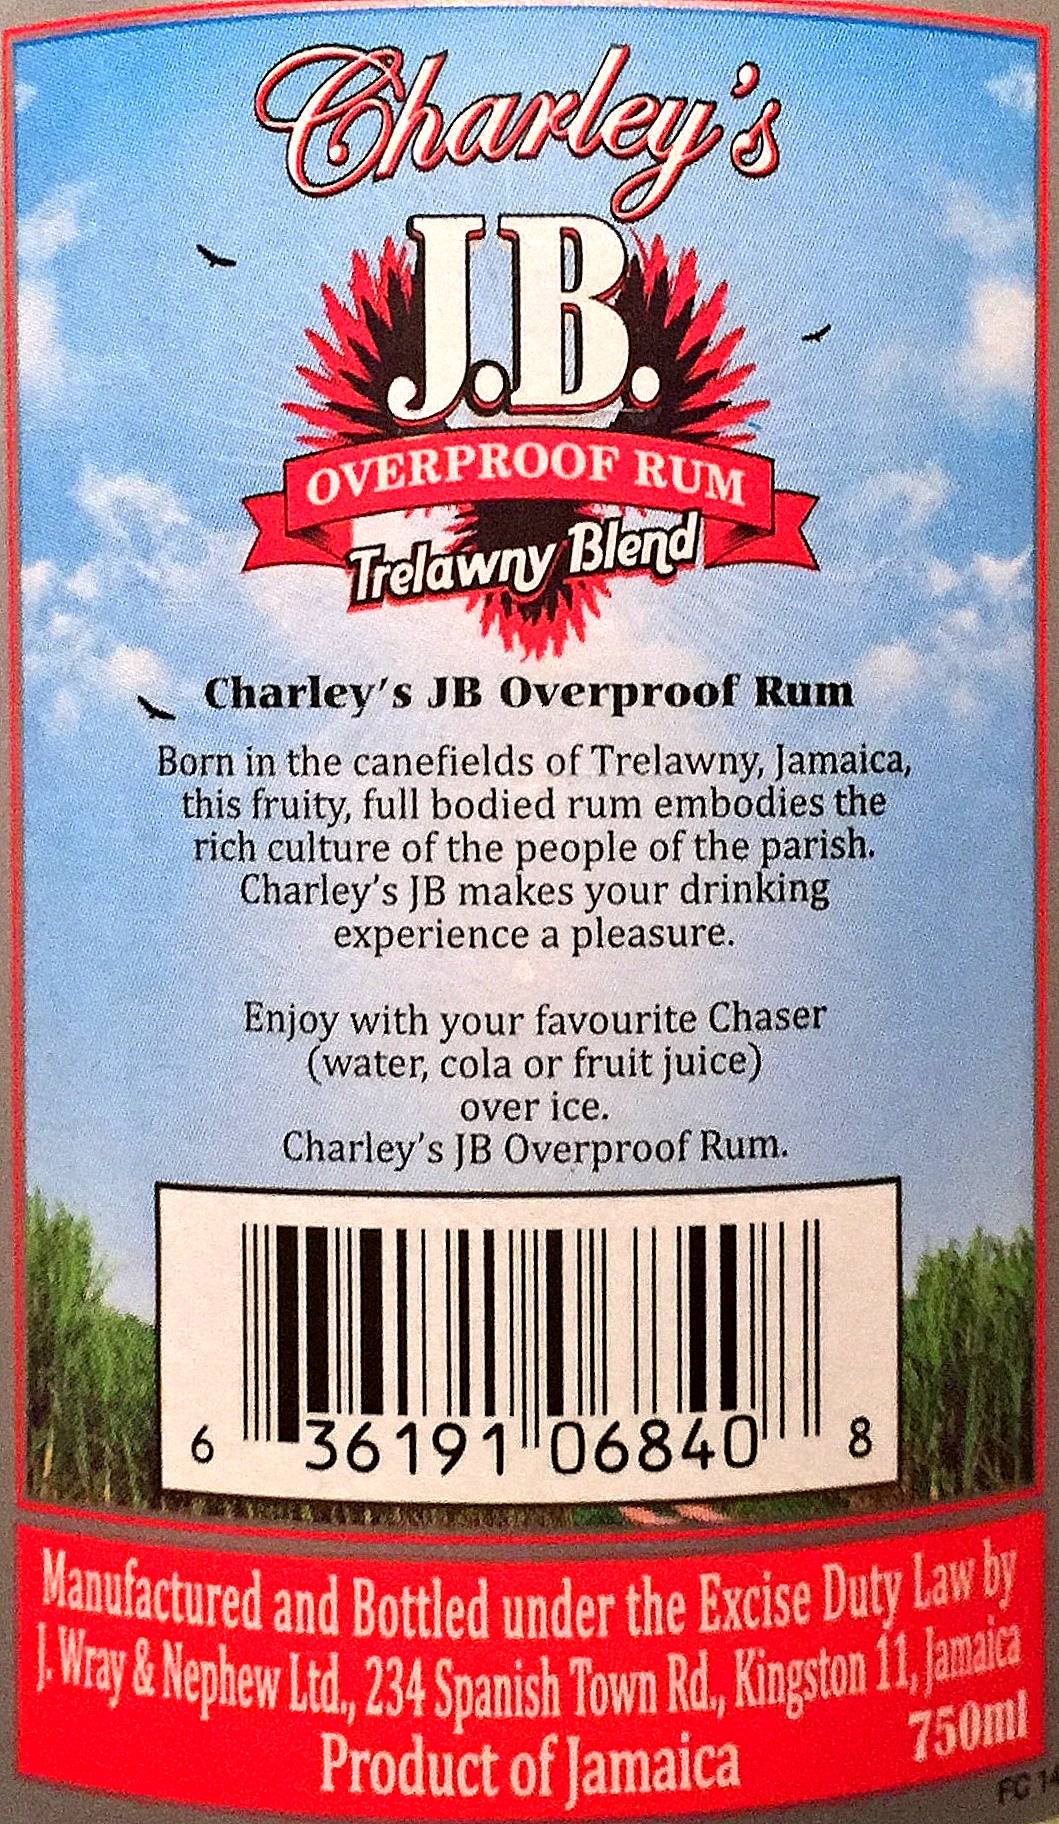 Charley's
J.B.
OVERPROOF RUM
Trelawny Blend
Charley's JB Overproof Rum
Born in the canefields of Trelawny, Jamaica,
this fruity, full bodied rum embodies the
rich culture of the people of the parish.
Charley's JB makes your drinking
experience a pleasure.
Enjoy with your favourite Chaser
(water, cola or fruit juice)
over ice.
Charley's JB Overproof Rum.
6 36191 06840 8
Manufactured and Bottled under the Excise Duty Law by
J. Wray & Nephew Ltd., 234 Spanish Town Rd., Kingston 11, Jamaica
750ml
Product of Jamaica